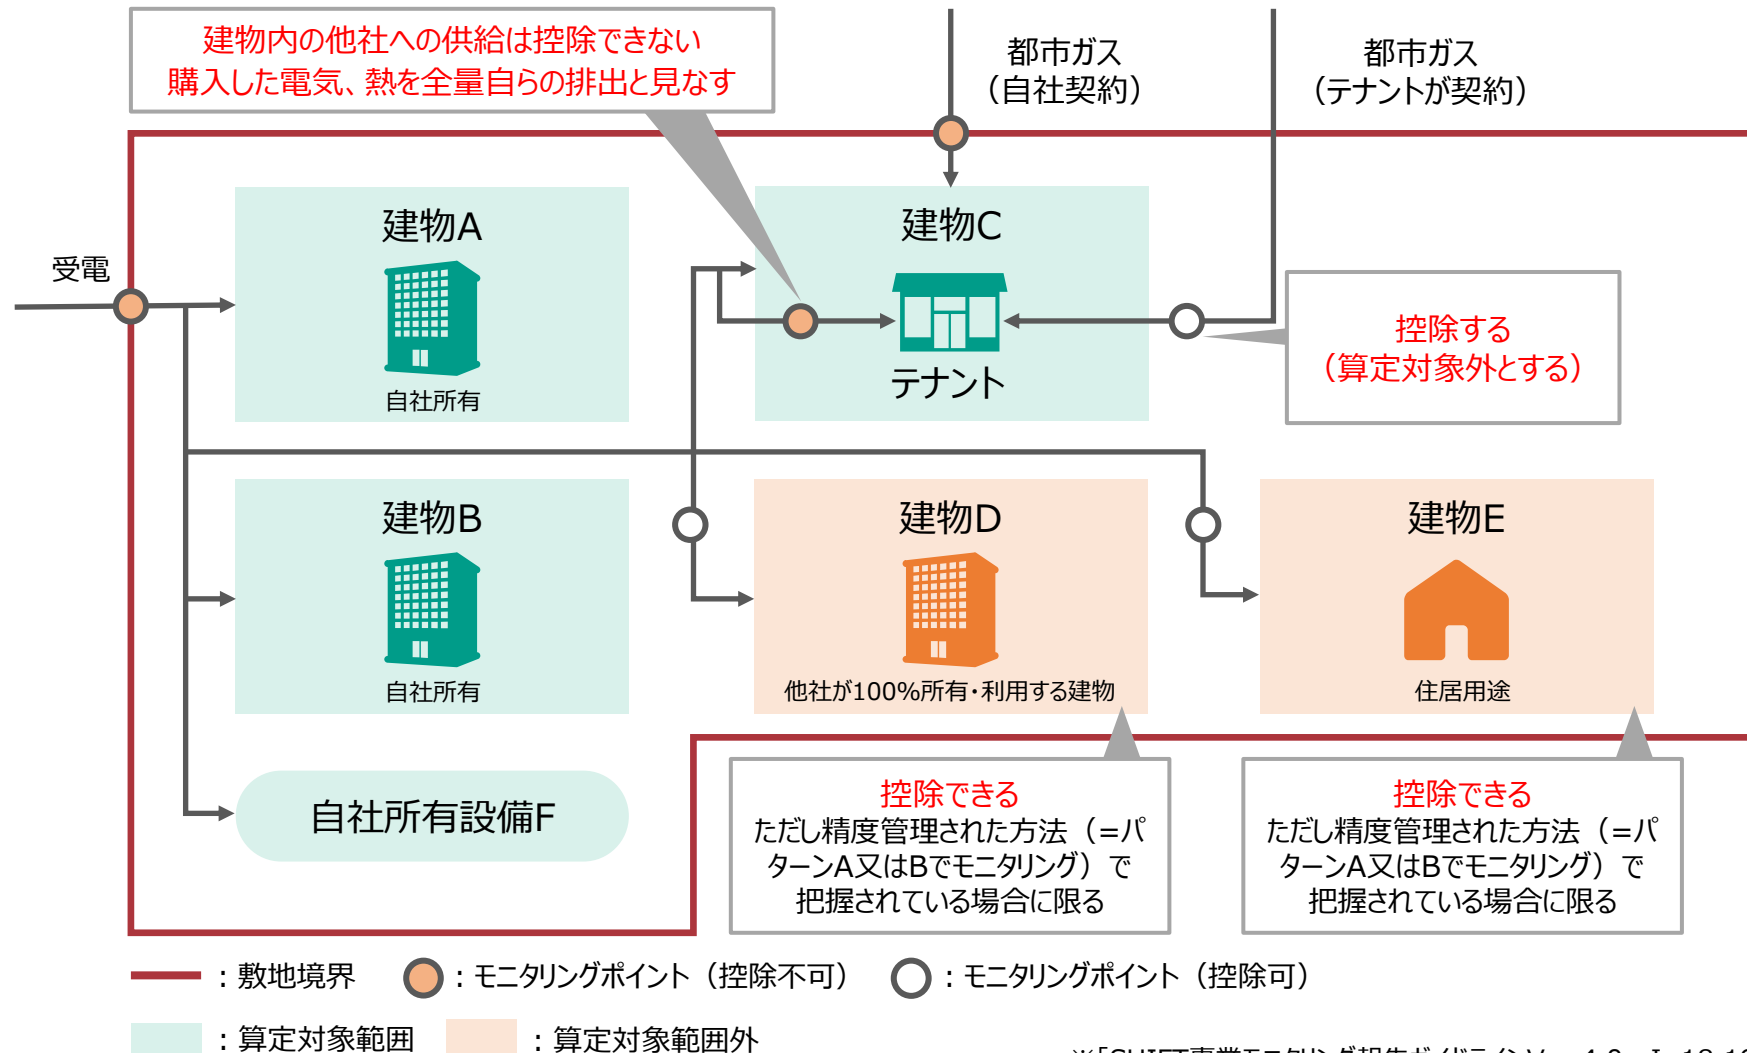 建物内の他社への供給は控除できない
購入した電気、熱を全量自らの排出と見なす
都市ガス
（自社契約）
都市ガス
（テナントが契約）
受電
建物A
自社所有
建物C
テナント
控除する
（算定対象外とする）
建物B
自社所有
建物D
他社が100%所有・利用する建物
建物E
住居用途
自社所有設備F
控除できる
ただし精度管理された方法（=パ
ターンA又はBでモニタリング）で
把握されている場合に限る
控除できる
ただし精度管理された方法（=パ
ターンA又はBでモニタリング）で
把握されている場合に限る
：敷地境界
：モニタリングポイント（控除不可）
：モニタリングポイント（控除可）
：算定対象範囲
：算定対象範囲外